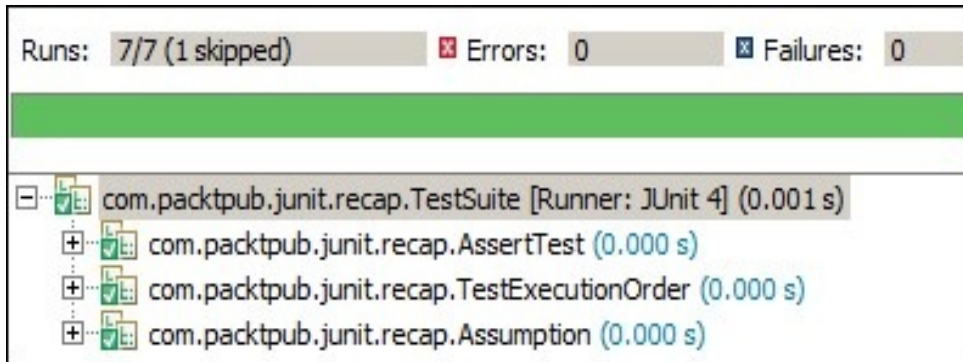 Runs: 7/7 (1 skipped) Errors: 0 Failures: 0
com.packtpub.junit.recap.TestSuite [Runner: JUnit 4] (0.001 s)
com.packtpub.junit.recap.AssertTest (0.000 s)
com.packtpub.junit.recap.TestExecutionOrder (0.000 s)
com.packtpub.junit.recap.Assumption (0.000 s)